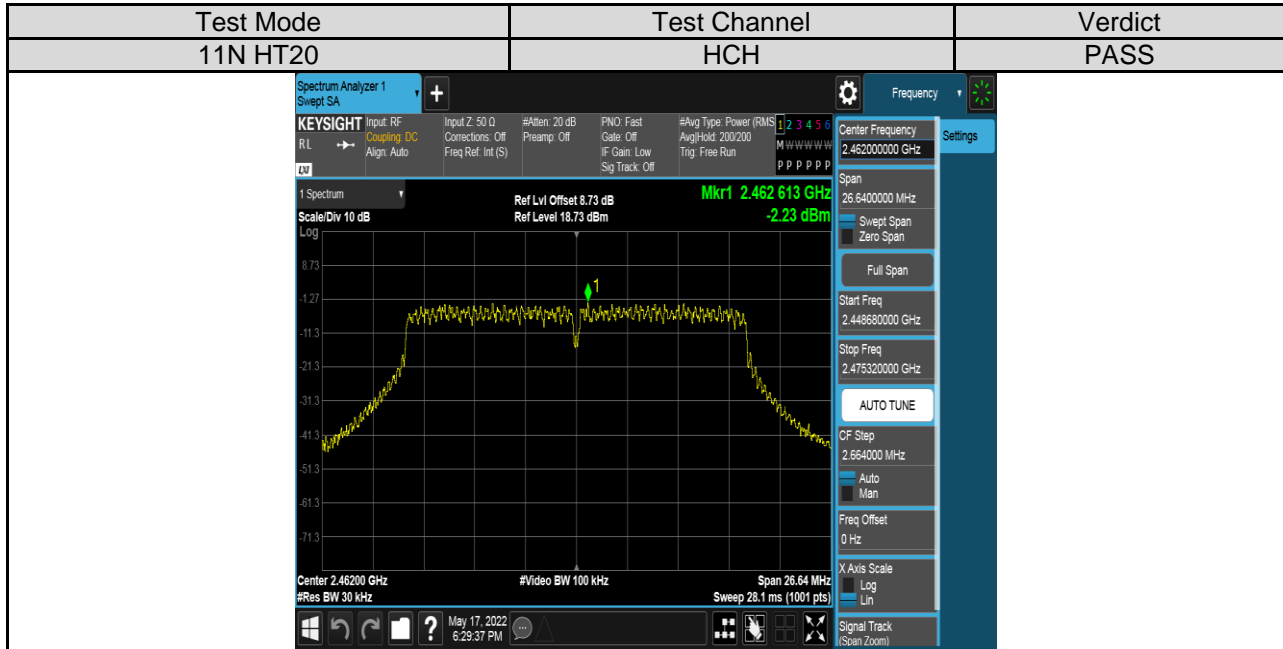 Test Mode Test Channel Verdict
11N HT20 HCH PASS
Spectrum Analyzer 1
Swept SA
+
Frequency
KEYSIGHT
RL
LXI
Input: RF
Coupling: DC
Align: Auto
Input Z: 50 Ω
Corrections: Off
Freq Ref: Int (S)
#Atten: 20 dB
Preamp: Off
PNO: Fast
Gate: Off
IF Gain: Low
Sig Track: Off
#Avg Type: Power (RMS
Avg|Hold: 200/200
Trig: Free Run
1 2 3 4 5 6
M W W W W W
P P P P P P
1 Spectrum
Scale/Div 10 dB
Log
Ref Lvl Offset 8.73 dB
Ref Level 18.73 dBm
Mkr1 2.462 613 GHz
-2.23 dBm
8.73
-1.27
-11.3
-21.3
-31.3
-41.3
-51.3
-61.3
-71.3
1
Center 2.46200 GHz
#Video BW 100 kHz
Span 26.64 MHz
#Res BW 30 kHz
Sweep 28.1 ms (1001 pts)
May 17, 2022
6:29:37 PM
?
Center Frequency
2.462000000 GHz
Settings
Span
26.6400000 MHz
Swept Span
Zero Span
Full Span
Start Freq
2.448680000 GHz
Stop Freq
2.475320000 GHz
AUTO TUNE
CF Step
2.664000 MHz
Auto
Man
Freq Offset
0 Hz
X Axis Scale
Log
Lin
Signal Track
(Span Zoom)